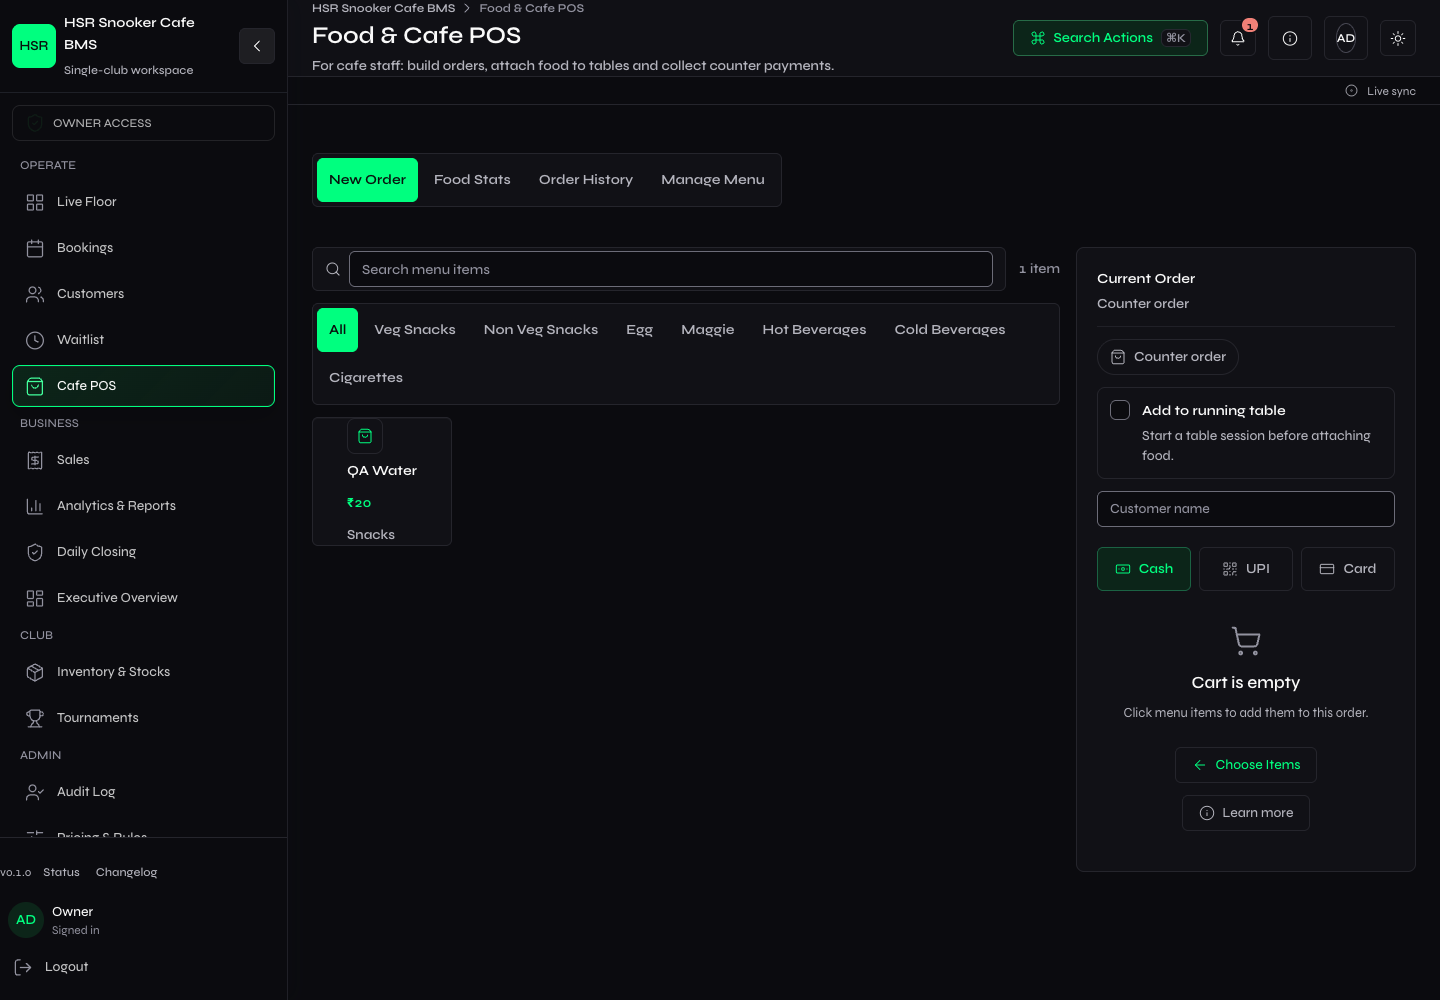 HSR
HSR Snooker Cafe
BMS
Single-club workspace
OWNER ACCESS
OPERATE
Live Floor
Bookings
Customers
Waitlist
Cafe POS
BUSINESS
Sales
Analytics & Reports
Daily Closing
Executive Overview
CLUB
Inventory & Stocks
Tournaments
ADMIN
Audit Log
Pricing & Rules
v0.1.0 Status Changelog
AD
Owner
Signed in
Logout
HSR Snooker Cafe BMS > Food & Cafe POS
Food & Cafe POS
For cafe staff: build orders, attach food to tables and collect counter payments.
Search Actions ⌘K
1
AD
Live sync
New Order Food Stats Order History Manage Menu
Search menu items
1 item
All Veg Snacks Non Veg Snacks Egg Maggie Hot Beverages Cold Beverages
Cigarettes
QA Water
₹20
Snacks
Current Order
Counter order
Counter order
Add to running table
Start a table session before attaching
food.
Customer name
Cash UPI Card
Cart is empty
Click menu items to add them to this order.
Choose Items
Learn more